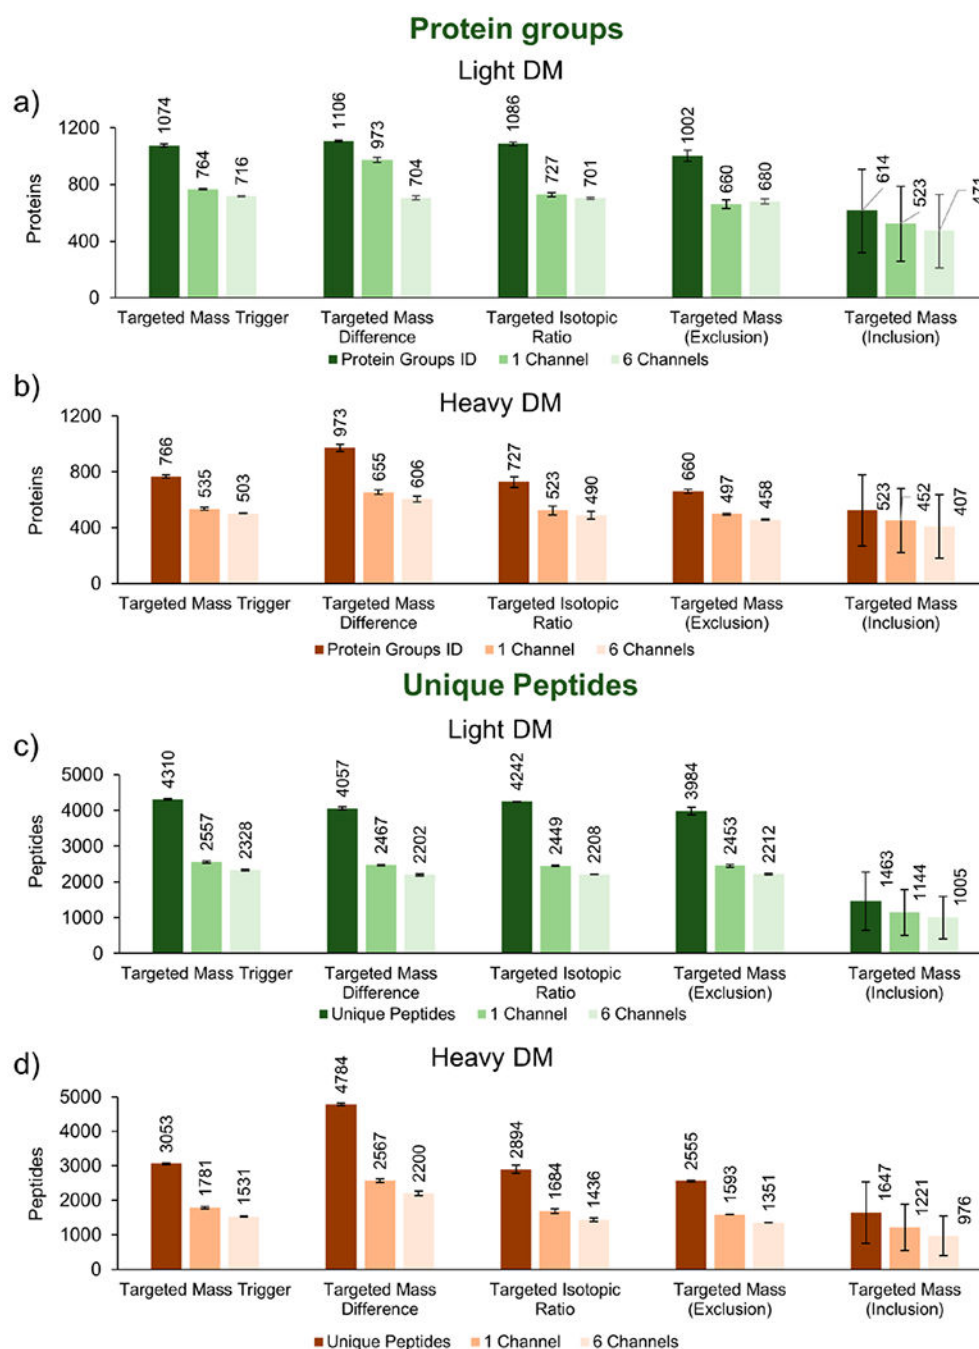 Protein groups
Light DM
a)
1074 764 716 1106 973 704 1086 727 701 1002 660 680 614 523 471
Proteins
1200
800
400
0
Targeted Mass Trigger Targeted Mass Difference Targeted Isotopic Ratio Targeted Mass (Exclusion) Targeted Mass (Inclusion)
Protein Groups ID 1 Channel 6 Channels
b)
Heavy DM
766 535 503 973 655 606 727 523 490 660 497 458 523 452 407
Proteins
1200
800
400
0
Targeted Mass Trigger Targeted Mass Difference Targeted Isotopic Ratio Targeted Mass (Exclusion) Targeted Mass (Inclusion)
Protein Groups ID 1 Channel 6 Channels
Unique Peptides
Light DM
c)
4310 2557 2328 4057 2467 2202 4242 2449 2208 3984 2453 2212 1463 1144 1005
Peptides
5000
4000
3000
2000
1000
0
Targeted Mass Trigger Targeted Mass Difference Targeted Isotopic Ratio Targeted Mass (Exclusion) Targeted Mass (Inclusion)
Unique Peptides 1 Channel 6 Channels
d)
Heavy DM
3053 1781 1531 4784 2567 2200 2894 1684 1436 2555 1593 1351 1647 1221 976
Peptides
5000
4000
3000
2000
1000
0
Targeted Mass Trigger Targeted Mass Difference Targeted Isotopic Ratio Targeted Mass (Exclusion) Targeted Mass (Inclusion)
Unique Peptides 1 Channel 6 Channels